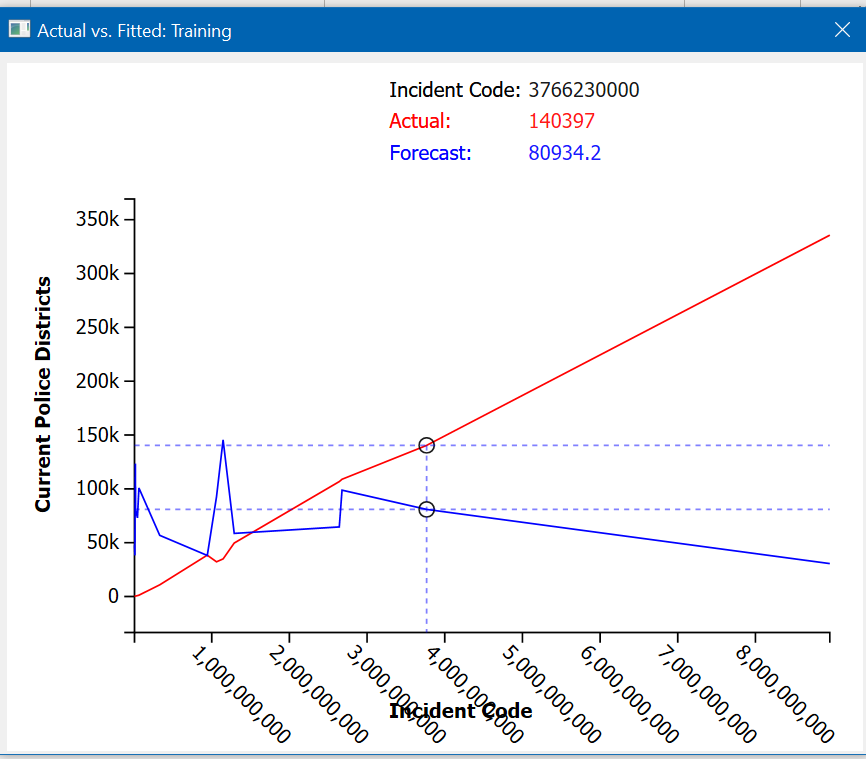 Actual vs. Fitted: Training
Incident Code: 3766230000
Actual: 140397
Forecast: 80934.2
350k
300k
250k
200k
150k
100k
50k
0
Current Police Districts
1,000,000,000
2,000,000,000
3,000,000,000
4,000,000,000
5,000,000,000
6,000,000,000
7,000,000,000
8,000,000,000
Incident Code